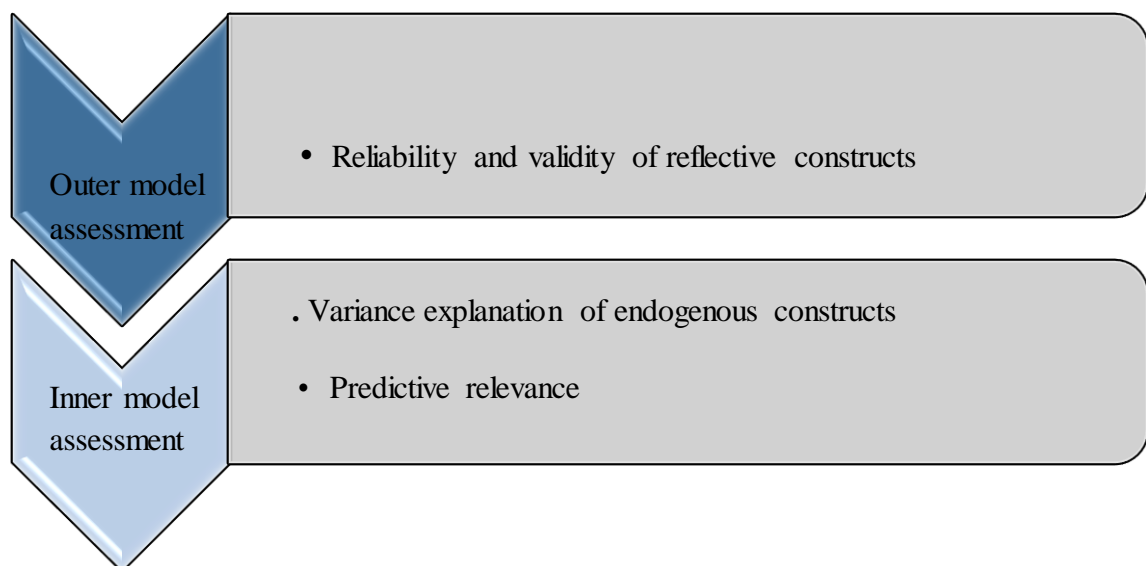 Outer model
assessment
• Reliability and validity of reflective constructs
Inner model
assessment
. Variance explanation of endogenous constructs
• Predictive relevance